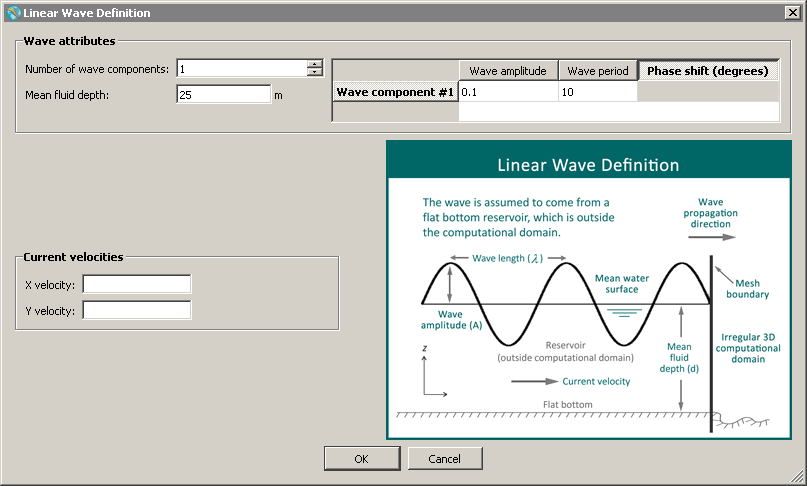 Linear Wave Definition
Wave attributes
Number of wave components: 1
Mean fluid depth: 25 m
Wave amplitude Wave period Phase shift (degrees)
Wave component #1 0.1 10
Linear Wave Definition
The wave is assumed to come from a
flat bottom reservoir, which is outside
the computational domain.
Wave
propagation
direction
Wave length (λ)
Mean water
surface
Mesh
boundary
Wave
amplitude (A)
Reservoir
(outside computational domain)
Mean
fluid
depth (d)
Irregular 3D
computational
domain
z
Current velocity
Flat bottom
Current velocities
X velocity:
Y velocity:
OK Cancel